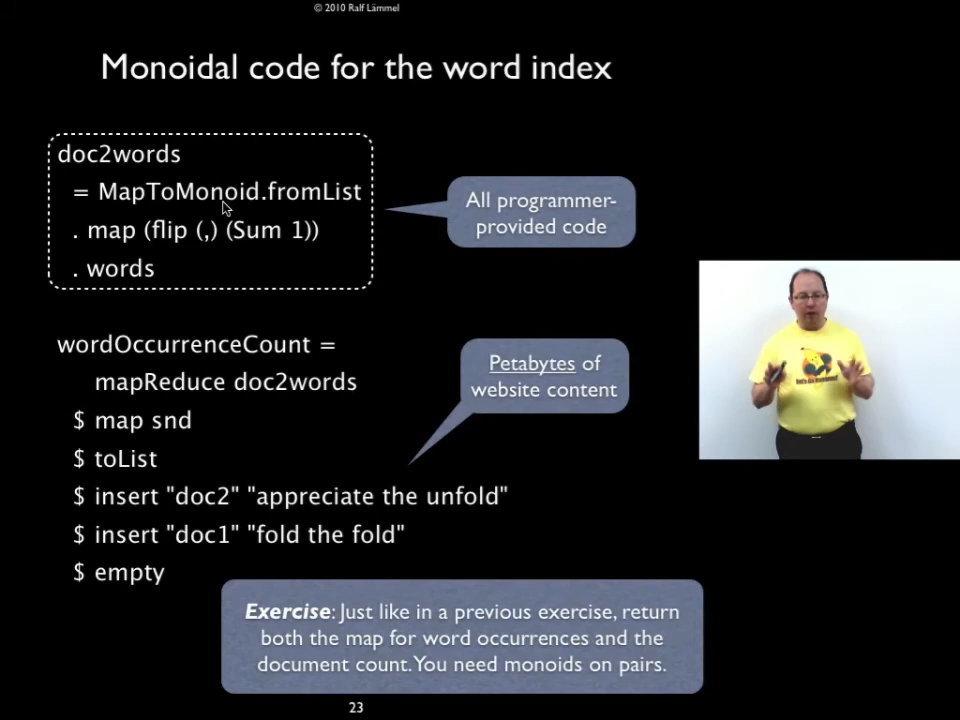 © 2010 Ralf Lämmel
Monoidal code for the word index
doc2words
= MapToMonoid.fromList
. map (flip (,) (Sum 1))
. words
All programmer-
provided code
wordOccurrenceCount =
mapReduce doc2words
$ map snd
$ toList
$ insert "doc2" "appreciate the unfold"
$ insert "doc1" "fold the fold"
$ empty
Petabytes of
website content
Exercise: Just like in a previous exercise, return
both the map for word occurrences and the
document count. You need monoids on pairs.
23